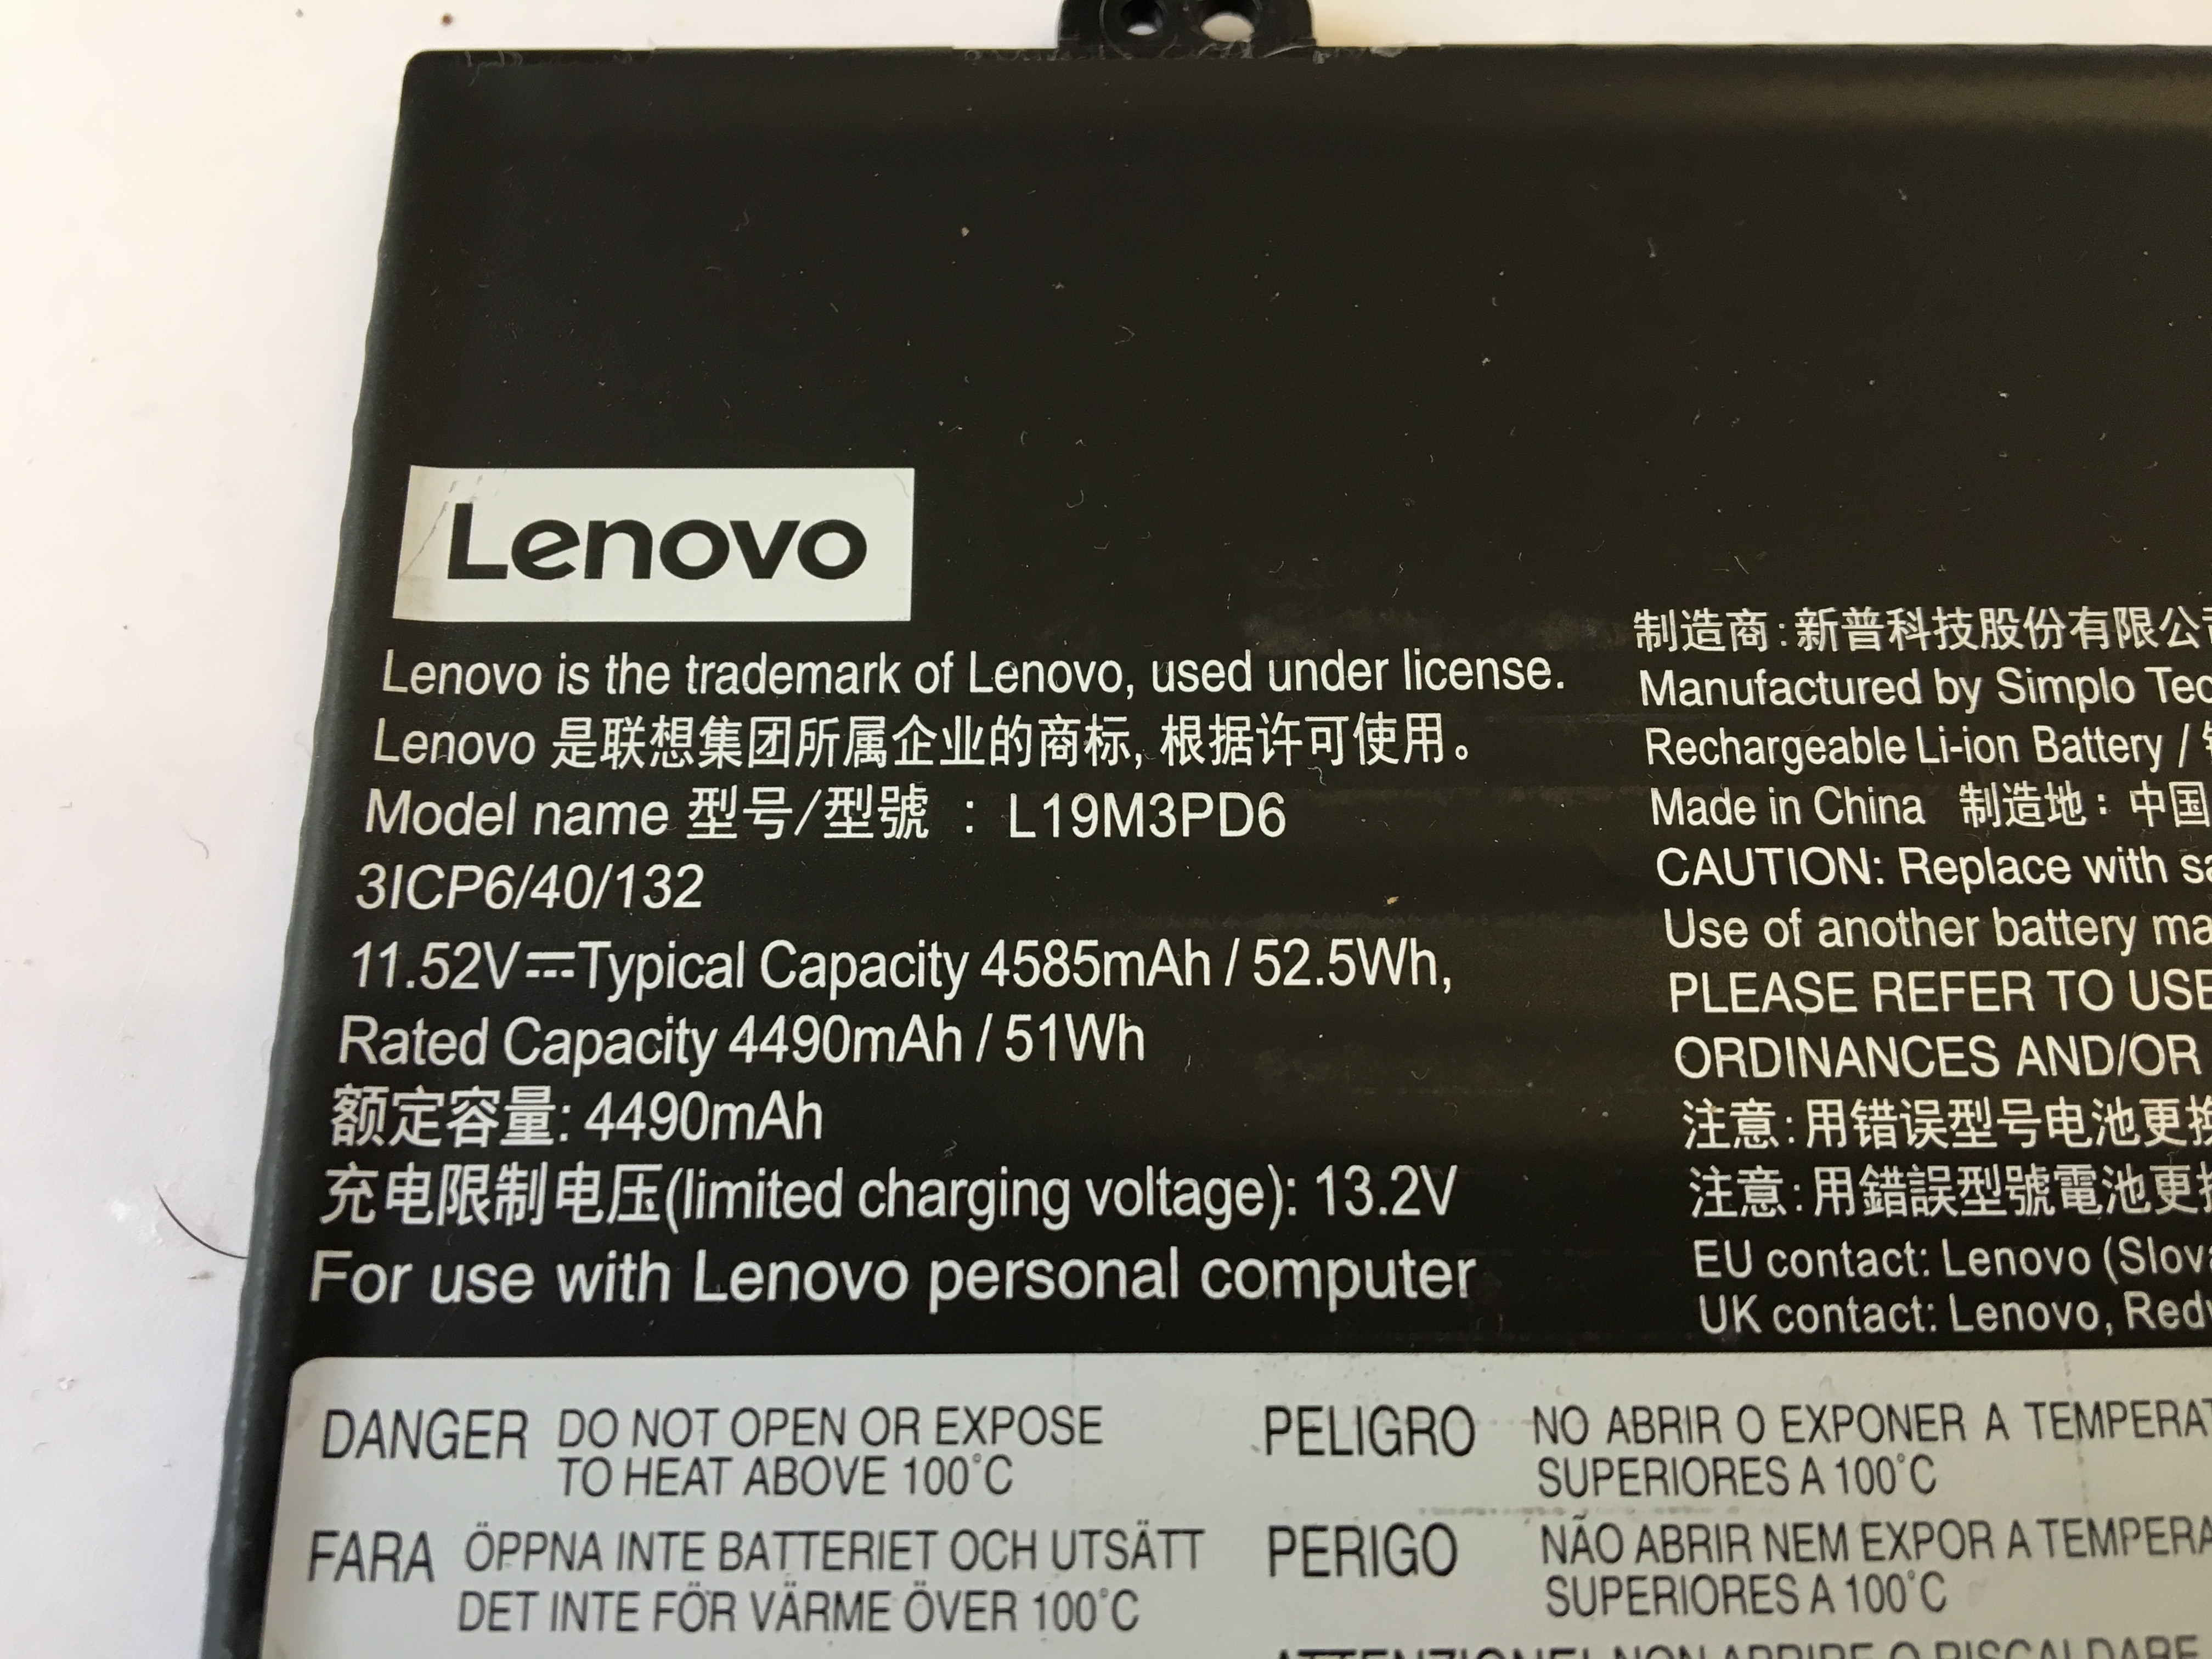 Lenovo
Lenovo is the trademark of Lenovo, used under license.
Lenovo 是联想集团所属企业的商标, 根据许可使用。
Model name 型号/型號 : L19M3PD6
3ICP6/40/132
11.52V⎓Typical Capacity 4585mAh / 52.5Wh,
Rated Capacity 4490mAh / 51Wh
额定容量: 4490mAh
充电限制电压(limited charging voltage): 13.2V
For use with Lenovo personal computer
制造商:新普科技股份有限公
Manufactured by Simplo
Rechargeable Li-ion Battery /
Made in China 制造地: 中国
CAUTION: Replace with
Use of another battery
PLEASE REFER TO
ORDINANCES AND/OR
注意:用错误型号电池更换
注意:用錯誤型號電池更換
EU contact: Lenovo
UK contact: Lenovo,
DANGER DO NOT OPEN OR EXPOSE
TO HEAT ABOVE 100°C
FARA ÖPPNA INTE BATTERIET OCH UTSÄTT
DET INTE FÖR VÄRME ÖVER 100°C
PELIGRO NO ABRIR O EXPONER A
SUPERIORES A 100°C
PERIGO NÃO ABRIR NEM EXPOR A
SUPERIORES A 100°C